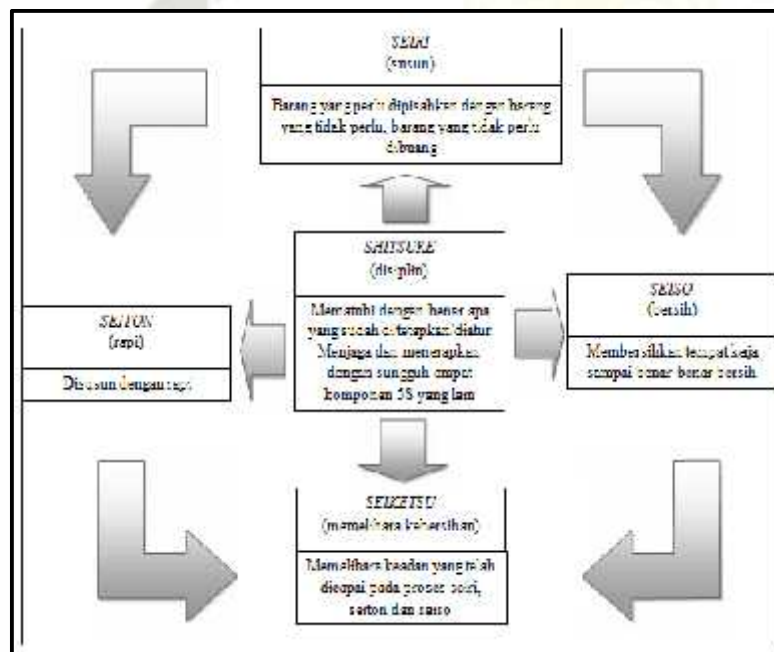 SEIRI
(susun)
Barang yang perlu dipisahkan dengan barang
yang tidak perlu, barang yang tidak perlu
dibuang
SHITSUKE
(disiplin)
Mematuhi dengan benar apa
yang sudah ditetapkan/diatur
Menjaga dan menerapkan
dengan sungguh empat
komponen 5S yang lain
SEITON
(rapi)
Disusun dengan rapi
SEISO
(bersih)
Membersihkan tempat kerja
sampai benar-benar bersih
SEIKETSU
(memelihara kebersihan)
Memelihara keadan yang telah
dicapai pada proses seiri,
seiton dan seiso